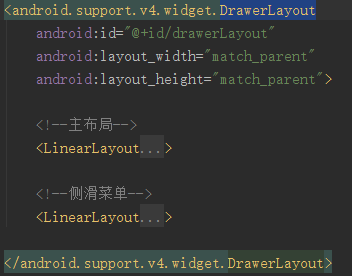 <android.support.v4.widget.DrawerLayout
android:id="@+id/drawerLayout"
android:layout_width="match_parent"
android:layout_height="match_parent">
<!--主布局-->
<LinearLayout...>
<!--侧滑菜单-->
<LinearLayout...>
</android.support.v4.widget.DrawerLayout>